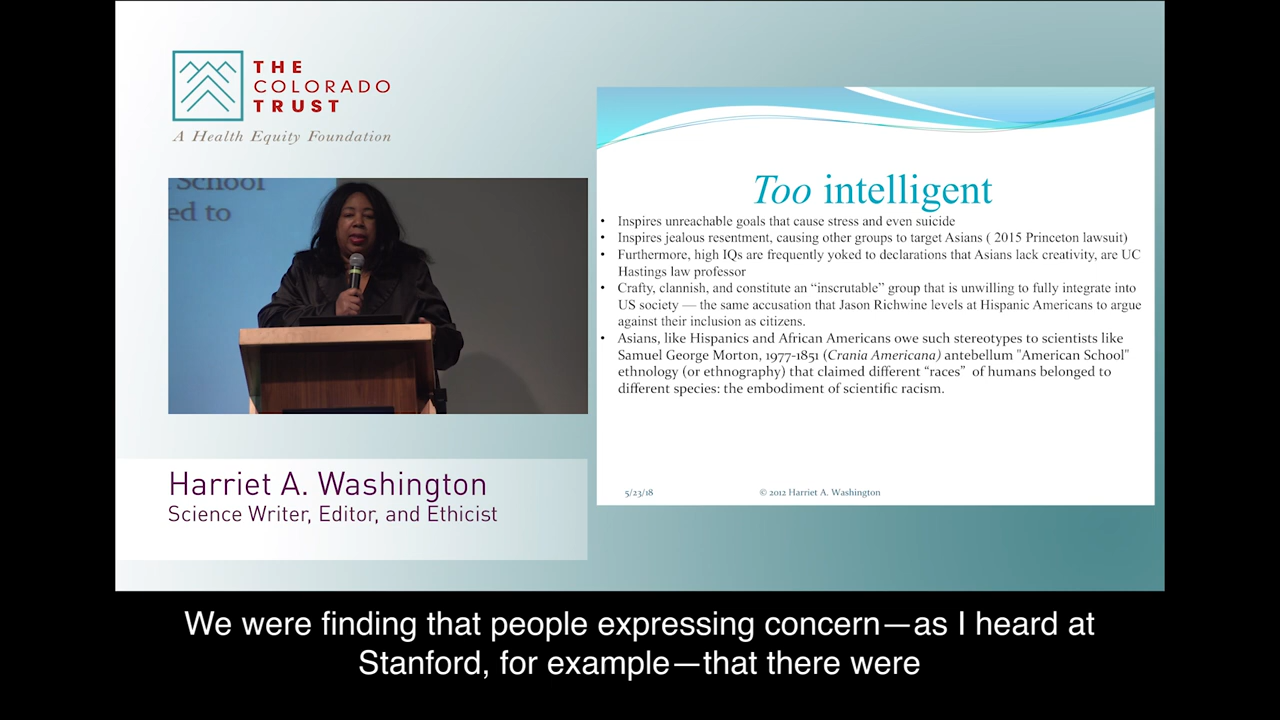 THE
COLORADO
TRUST
A Health Equity Foundation
School
ed to
Harriet A. Washington
Science Writer, Editor, and Ethicist
Too intelligent
• Inspires unreachable goals that cause stress and even suicide
• Inspires jealous resentment, causing other groups to target Asians ( 2015 Princeton lawsuit)
• Furthermore, high IQs are frequently yoked to declarations that Asians lack creativity, are UC
Hastings law professor
• Crafty, clannish, and constitute an “inscrutable” group that is unwilling to fully integrate into
US society — the same accusation that Jason Richwine levels at Hispanic Americans to argue
against their inclusion as citizens.
• Asians, like Hispanics and African Americans owe such stereotypes to scientists like
Samuel George Morton, 1977-1851 (Crania Americana) antebellum "American School"
ethnology (or ethnography) that claimed different “races” of humans belonged to
different species: the embodiment of scientific racism.
5/23/18
© 2012 Harriet A. Washington
We were finding that people expressing concern—as I heard at
Stanford, for example—that there were